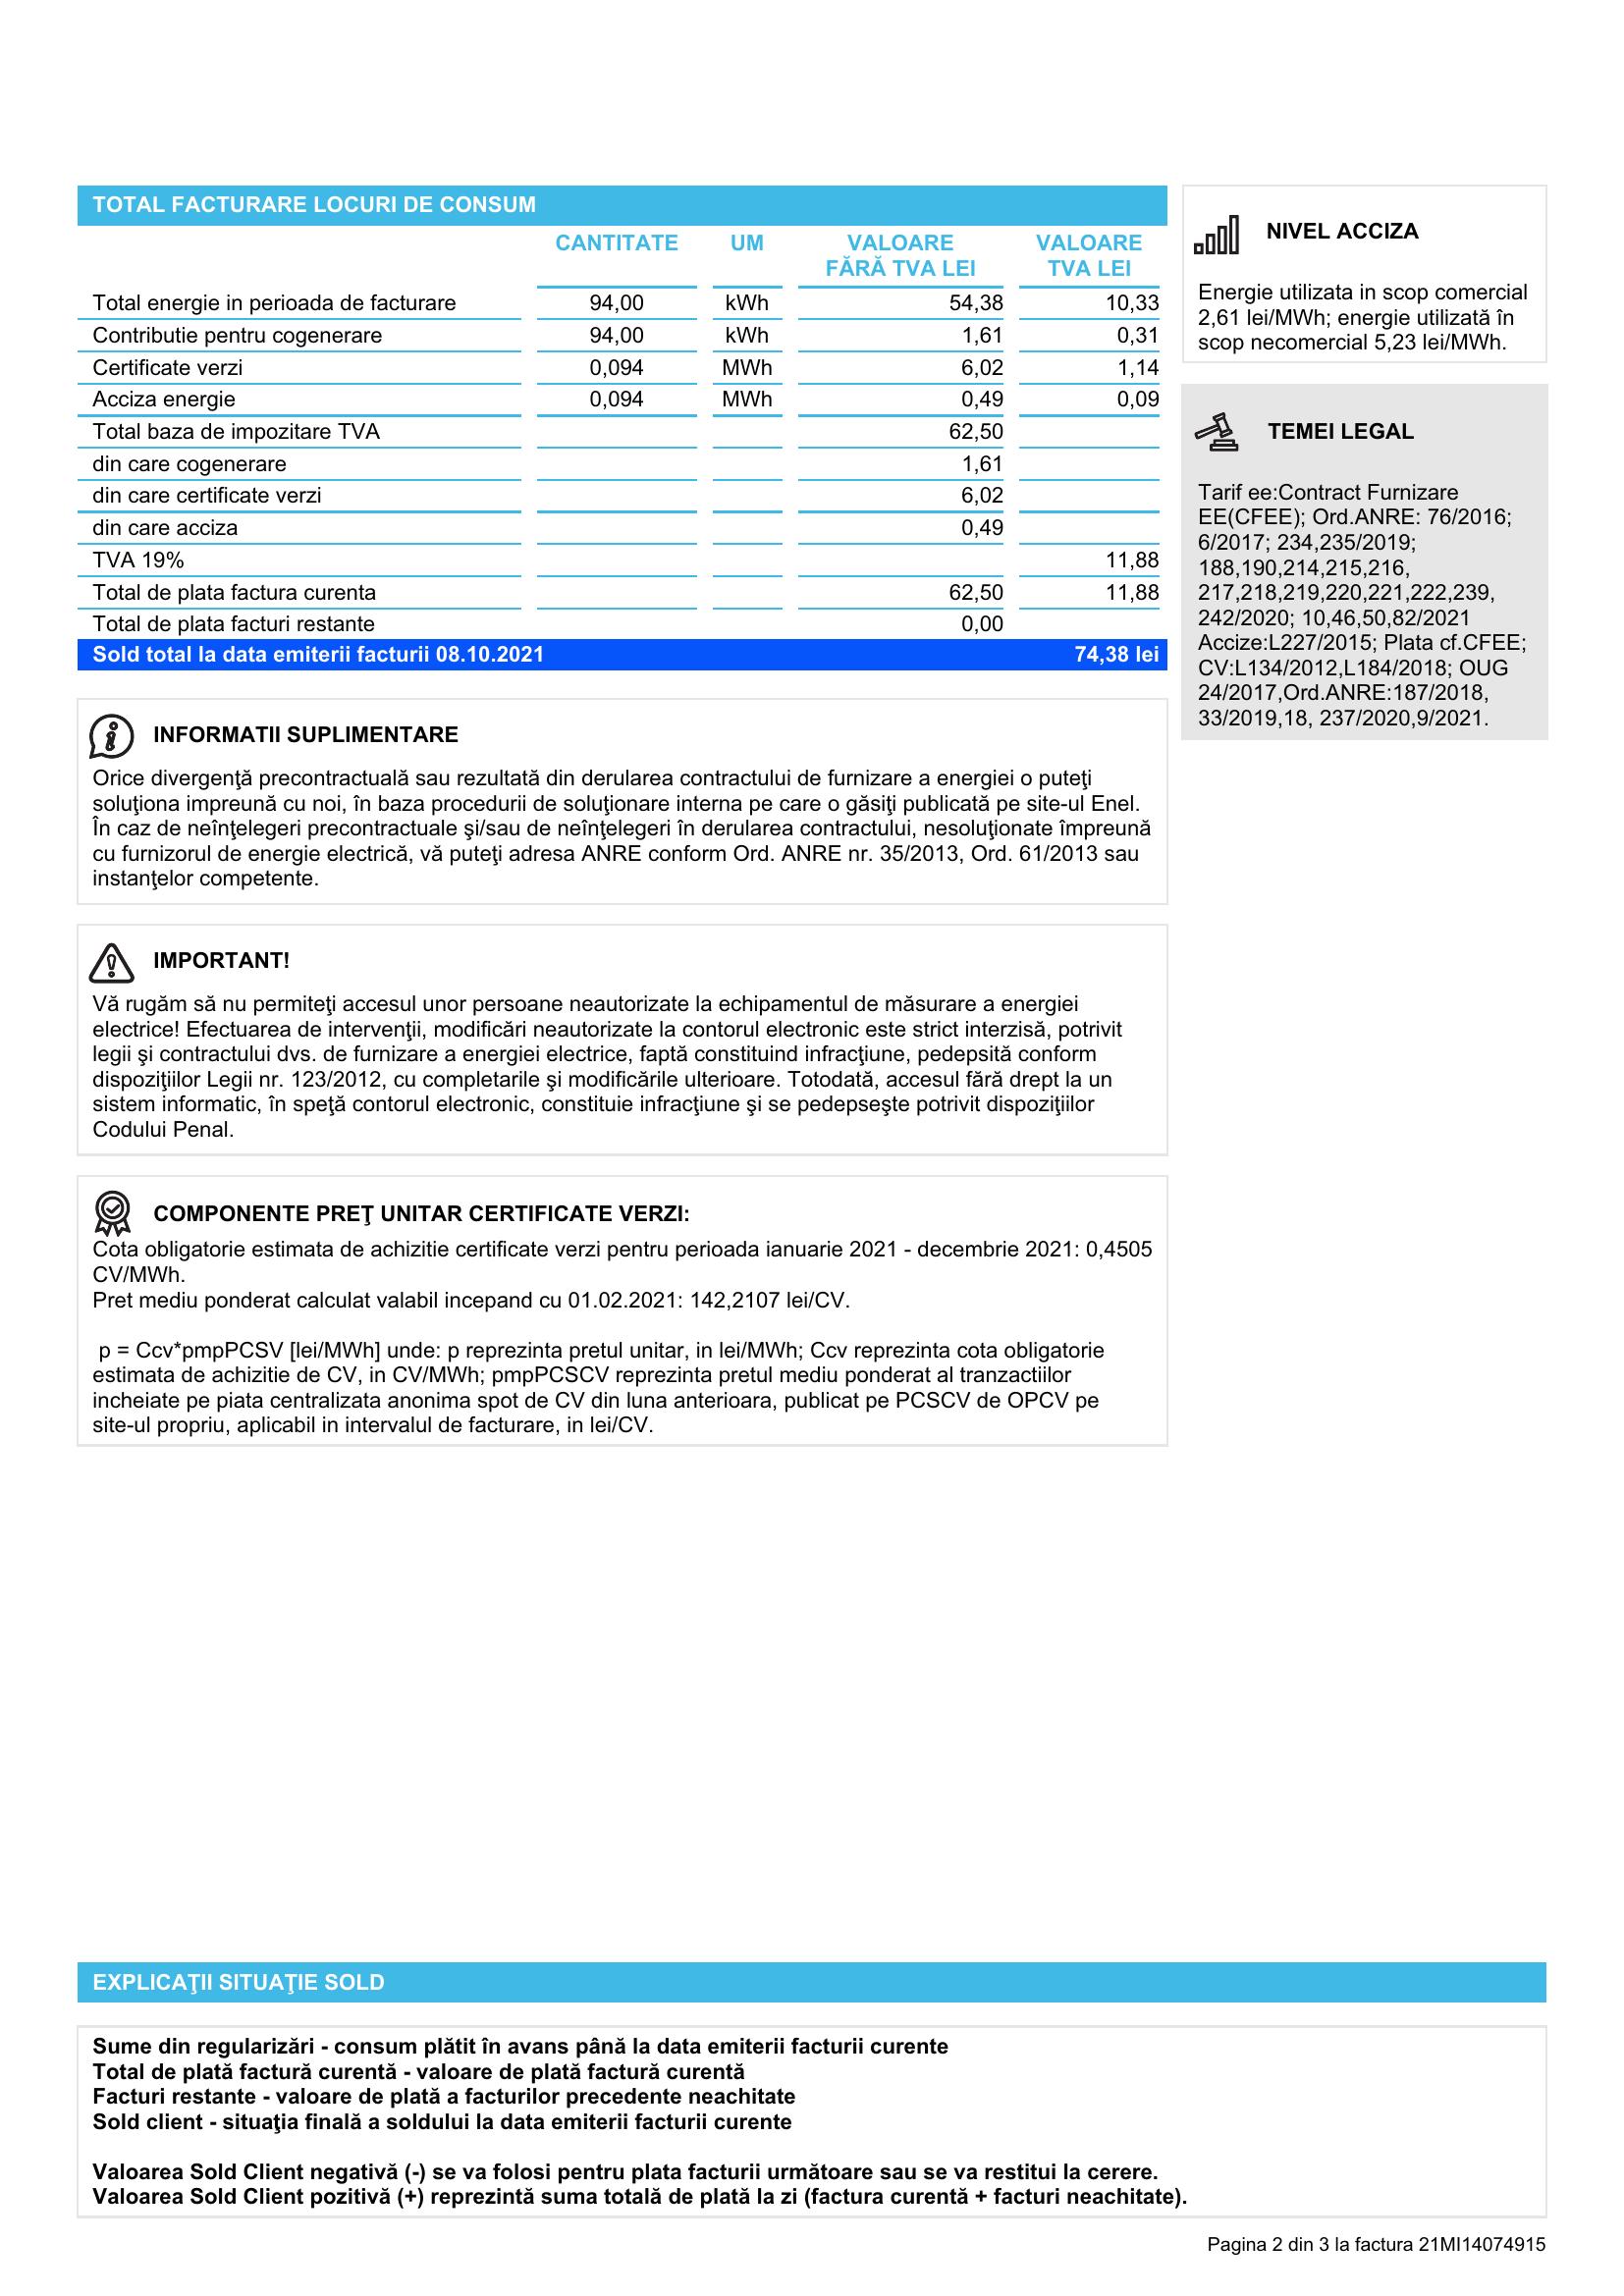 TOTAL FACTURARE LOCURI DE CONSUM
CANTITATE UM VALOARE FĂRĂ TVA LEI VALOARE TVA LEI
Total energie in perioada de facturare 94,00 kWh 54,38 10,33
Contributie pentru cogenerare 94,00 kWh 1,61 0,31
Certificate verzi 0,094 MWh 6,02 1,14
Acciza energie 0,094 MWh 0,49 0,09
Total baza de impozitare TVA 62,50
din care cogenerare 1,61
din care certificate verzi 6,02
din care acciza 0,49
TVA 19% 11,88
Total de plata factura curenta 62,50 11,88
Total de plata facturi restante 0,00
Sold total la data emiterii facturii 08.10.2021 74,38 lei
NIVEL ACCIZA
Energie utilizata in scop comercial
2,61 lei/MWh; energie utilizată în
scop necomercial 5,23 lei/MWh.
TEMEI LEGAL
Tarif ee:Contract Furnizare
EE(CFEE); Ord.ANRE: 76/2016;
6/2017; 234,235/2019;
188,190,214,215,216,
217,218,219,220,221,222,239,
242/2020; 10,46,50,82/2021
Accize:L227/2015; Plata cf.CFEE;
CV:L134/2012,L184/2018; OUG
24/2017,Ord.ANRE:187/2018,
33/2019,18, 237/2020,9/2021.
INFORMATII SUPLIMENTARE
Orice divergenţă precontractuală sau rezultată din derularea contractului de furnizare a energiei o puteţi
soluţiona impreună cu noi, în baza procedurii de soluţionare interna pe care o găsiţi publicată pe site-ul Enel.
În caz de neînţelegeri precontractuale şi/sau de neînţelegeri în derularea contractului, nesoluţionate împreună
cu furnizorul de energie electrică, vă puteţi adresa ANRE conform Ord. ANRE nr. 35/2013, Ord. 61/2013 sau
instanţelor competente.
IMPORTANT!
Vă rugăm să nu permiteţi accesul unor persoane neautorizate la echipamentul de măsurare a energiei
electrice! Efectuarea de intervenţii, modificări neautorizate la contorul electronic este strict interzisă, potrivit
legii şi contractului dvs. de furnizare a energiei electrice, faptă constituind infracţiune, pedepsită conform
dispoziţiilor Legii nr. 123/2012, cu completarile şi modificările ulterioare. Totodată, accesul fără drept la un
sistem informatic, în speţă contorul electronic, constituie infracţiune şi se pedepseşte potrivit dispoziţiilor
Codului Penal.
COMPONENTE PREŢ UNITAR CERTIFICATE VERZI:
Cota obligatorie estimata de achizitie certificate verzi pentru perioada ianuarie 2021 - decembrie 2021: 0,4505
CV/MWh.
Pret mediu ponderat calculat valabil incepand cu 01.02.2021: 142,2107 lei/CV.
p = Ccv*pmpPCSV [lei/MWh] unde: p reprezinta pretul unitar, in lei/MWh; Ccv reprezinta cota obligatorie
estimata de achizitie de CV, in CV/MWh; pmpPCSCV reprezinta pretul mediu ponderat al tranzactiilor
incheiate pe piata centralizata anonima spot de CV din luna anterioara, publicat pe PCSCV de OPCV pe
site-ul propriu, aplicabil in intervalul de facturare, in lei/CV.
EXPLICAŢII SITUAŢIE SOLD
Sume din regularizări - consum plătit în avans până la data emiterii facturii curente
Total de plată factură curentă - valoare de plată factură curentă
Facturi restante - valoare de plată a facturilor precedente neachitate
Sold client - situaţia finală a soldului la data emiterii facturii curente
Valoarea Sold Client negativă (-) se va folosi pentru plata facturii următoare sau se va restitui la cerere.
Valoarea Sold Client pozitivă (+) reprezintă suma totală de plată la zi (factura curentă + facturi neachitate).
Pagina 2 din 3 la factura 21MI14074915